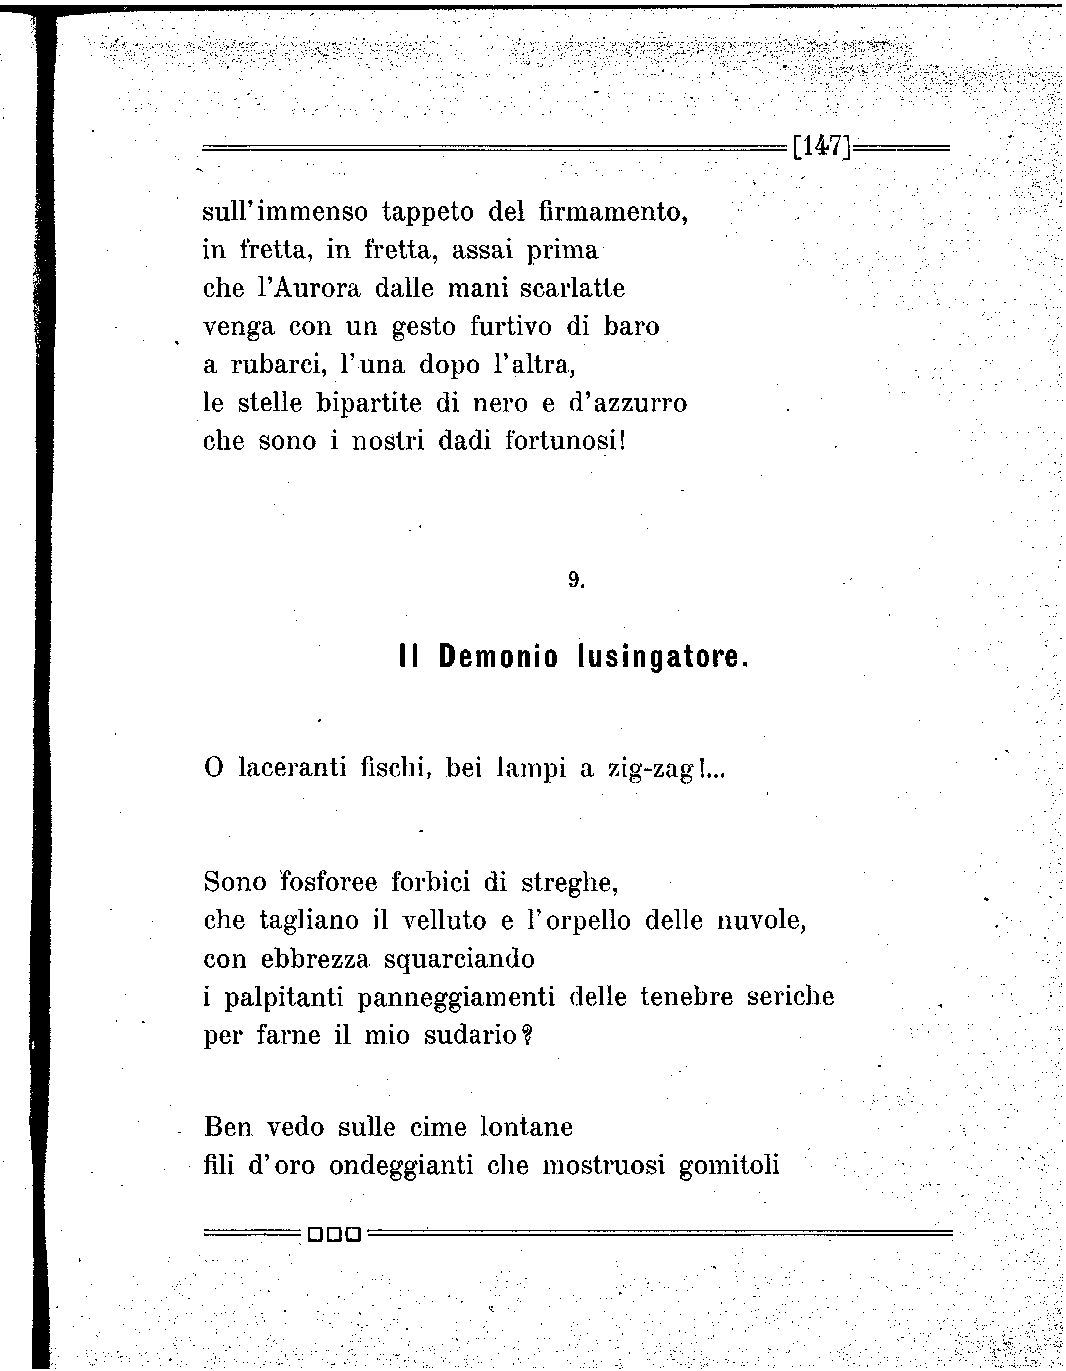 [147]
sull'immenso tappeto del firmamento,
in fretta, in fretta, assai prima
che l'Aurora dalle mani scarlatte
venga con un gesto furtivo di baro
a rubarci, l'una dopo l'altra,
le stelle bipartite di nero e d'azzurro
che sono i nostri dadi fortunosi!
9.
Il Demonio lusingatore.
O laceranti fischi, bei lampi a zig-zag!...
Sono fosforee forbici di streghe,
che tagliano il velluto e l'orpello delle nuvole,
con ebbrezza squarciando
i palpitanti panneggiamenti delle tenebre seriche
per farne il mio sudario?
Ben vedo sulle cime lontane
fili d'oro ondeggianti che mostruosi gomitoli